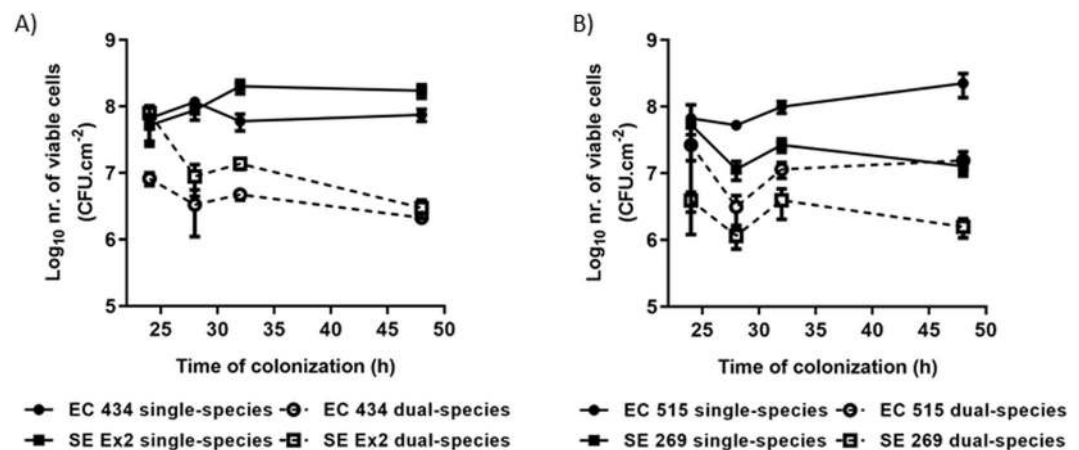 A)
Log10 nr. of viable cells
(CFU.cm-2)
9
8
7
6
5
25 30 35 40 45 50
Time of colonization (h)
EC 434 single-species EC 434 dual-species
SE Ex2 single-species SE Ex2 dual-species
B)
Log10 nr. of viable cells
(CFU.cm-2)
9
8
7
6
5
25 30 35 40 45 50
Time of colonization (h)
EC 515 single-species EC 515 dual-species
SE 269 single-species SE 269 dual-species